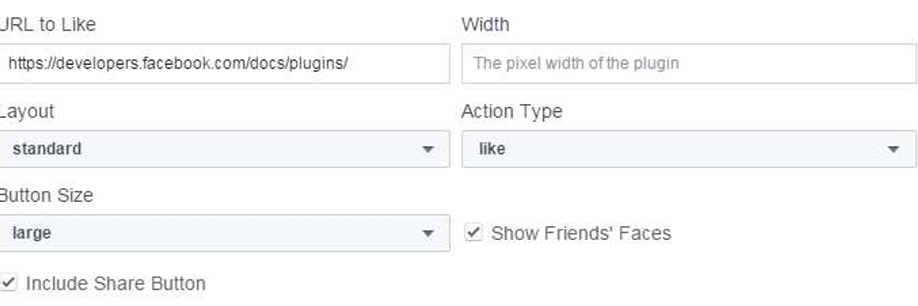 URL to Like
Width
https://developers.facebook.com/docs/plugins/
The pixel width of the plugin
Layout
Action Type
standard
like
Button Size
large
Show Friends' Faces
Include Share Button